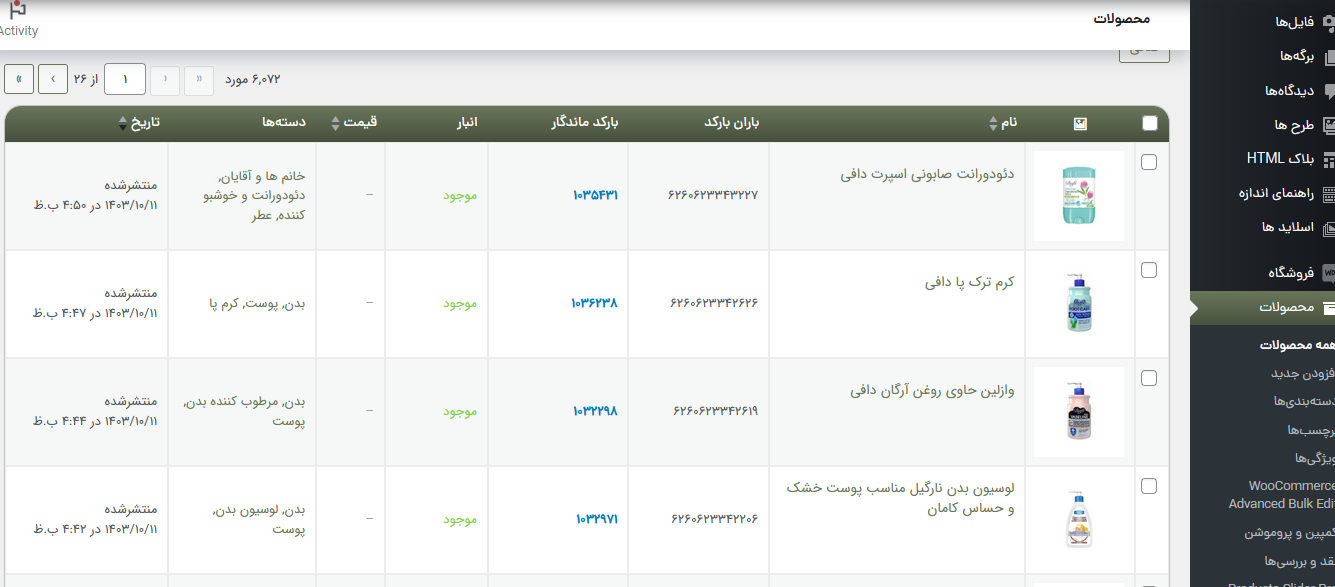 Activity
محصولات
۶,۰۷۲ مورد
«
‹
۱
از ۲۶
›
»
نام
باران بارکد
بارکد ماندگار
انبار
قیمت
دسته‌ها
تاریخ
دئودورانت صابونی اسپرت دافی
۶۲۶۰۶۲۳۳۴۳۲۲۷
۱۰۳۵۴۳۱
موجود
–
خانم ها و آقایان,
دئودورانت و خوشبو
کننده, عطر
منتشرشده
۱۴۰۳/۱۰/۱۱ در ۴:۵۰ ب.ظ
کرم ترک پا دافی
۶۲۶۰۶۲۳۳۴۲۶۲۶
۱۰۳۶۲۳۸
موجود
–
بدن, پوست, کرم پا
منتشرشده
۱۴۰۳/۱۰/۱۱ در ۴:۴۷ ب.ظ
وازلین حاوی روغن آرگان دافی
۶۲۶۰۶۲۳۳۴۲۶۱۹
۱۰۳۲۲۹۸
موجود
–
بدن, مرطوب کننده بدن,
پوست
منتشرشده
۱۴۰۳/۱۰/۱۱ در ۴:۴۴ ب.ظ
لوسیون بدن نارگیل مناسب پوست خشک
و حساس کامان
۶۲۶۰۶۲۳۳۴۲۲۰۶
۱۰۳۲۹۷۱
موجود
–
بدن, لوسیون بدن,
پوست
منتشرشده
۱۴۰۳/۱۰/۱۱ در ۴:۴۲ ب.ظ
فایل‌ها
برگه‌ها
دیدگاه‌ها
طرح ها
بلاک HTML
راهنمای اندازه
اسلاید ها
فروشگاه
محصولات
همه محصولات
افزودن جدید
دسته‌بندی‌ها
برچسب‌ها
ویژگی‌ها
WooCommerce
Advanced Bulk Edit
کمپین و پروموشن
نقد و بررسی‌ها